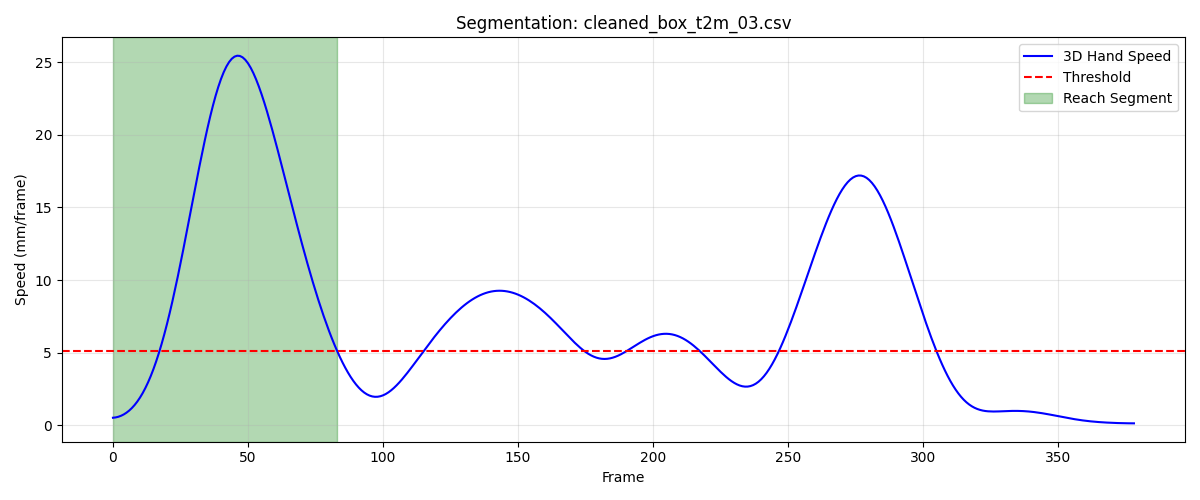 Segmentation: cleaned_box_t2m_03.csv
3D Hand Speed
Threshold
Reach Segment
Speed (mm/frame)
25
20
15
10
5
0
0 50 100 150 200 250 300 350
Frame